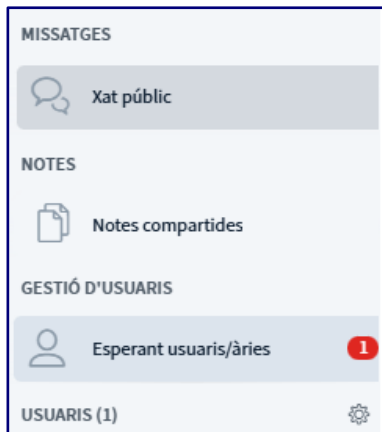 MISSATGES
Xat públic
NOTES
Notes compartides
GESTIÓ D'USUARIS
Esperant usuaris/àries 1
USUARIS (1)